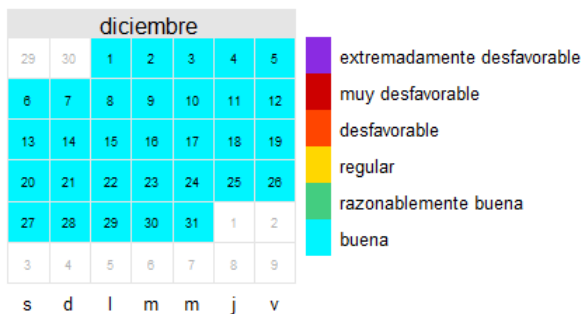 diciembre
29 30 1 2 3 4 5
6 7 8 9 10 11 12
13 14 15 16 17 18 19
20 21 22 23 24 25 26
27 28 29 30 31 1 2
3 4 5 6 7 8 9
s d l m m j v
extremadamente desfavorable
muy desfavorable
desfavorable
regular
razonablemente buena
buena